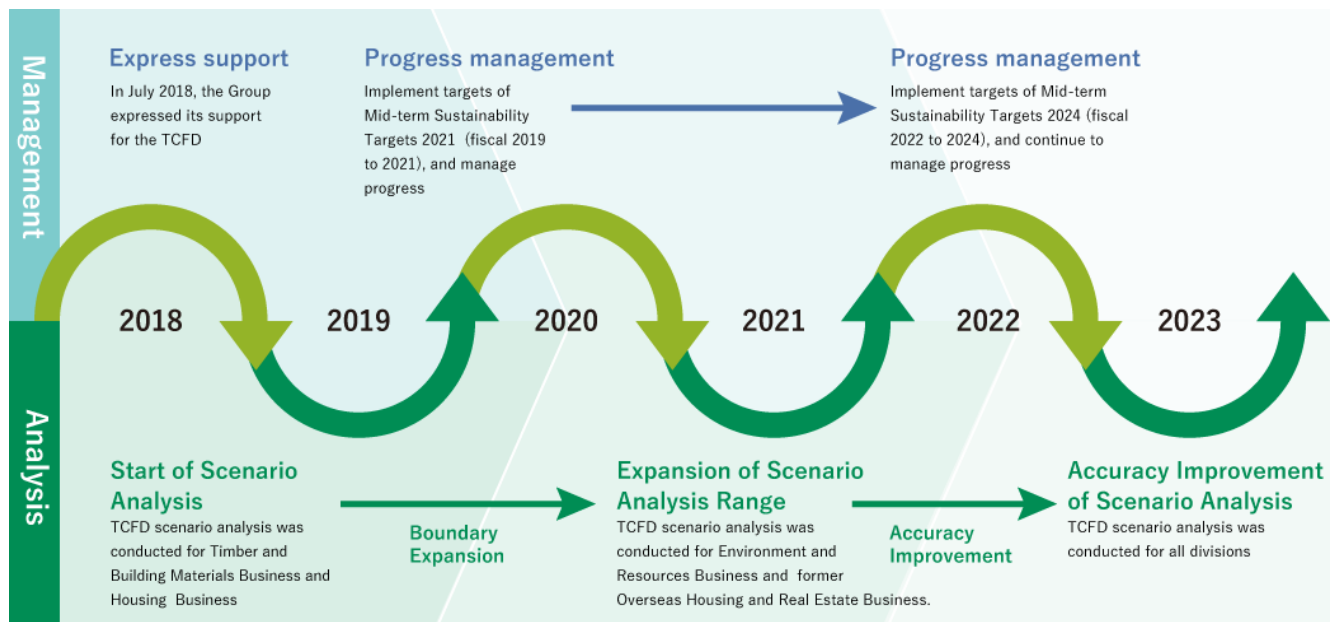 Management
Express support
In July 2018, the Group
expressed its support
for the TCFD
Progress management
Implement targets of
Mid-term Sustainability
Targets 2021 (fiscal 2019
to 2021), and manage
progress
Progress management
Implement targets of Mid-term
Sustainability Targets 2024 (fiscal
2022 to 2024), and continue to
manage progress
2018
2019
2020
2021
2022
2023
Analysis
Start of Scenario
Analysis
TCFD scenario analysis was
conducted for Timber and
Building Materials Business and
Housing Business
Boundary
Expansion
Expansion of Scenario
Analysis Range
TCFD scenario analysis was
conducted for Environment and
Resources Business and former
Overseas Housing and Real Estate Business.
Accuracy
Improvement
Accuracy Improvement
of Scenario Analysis
TCFD scenario analysis was
conducted for all divisions